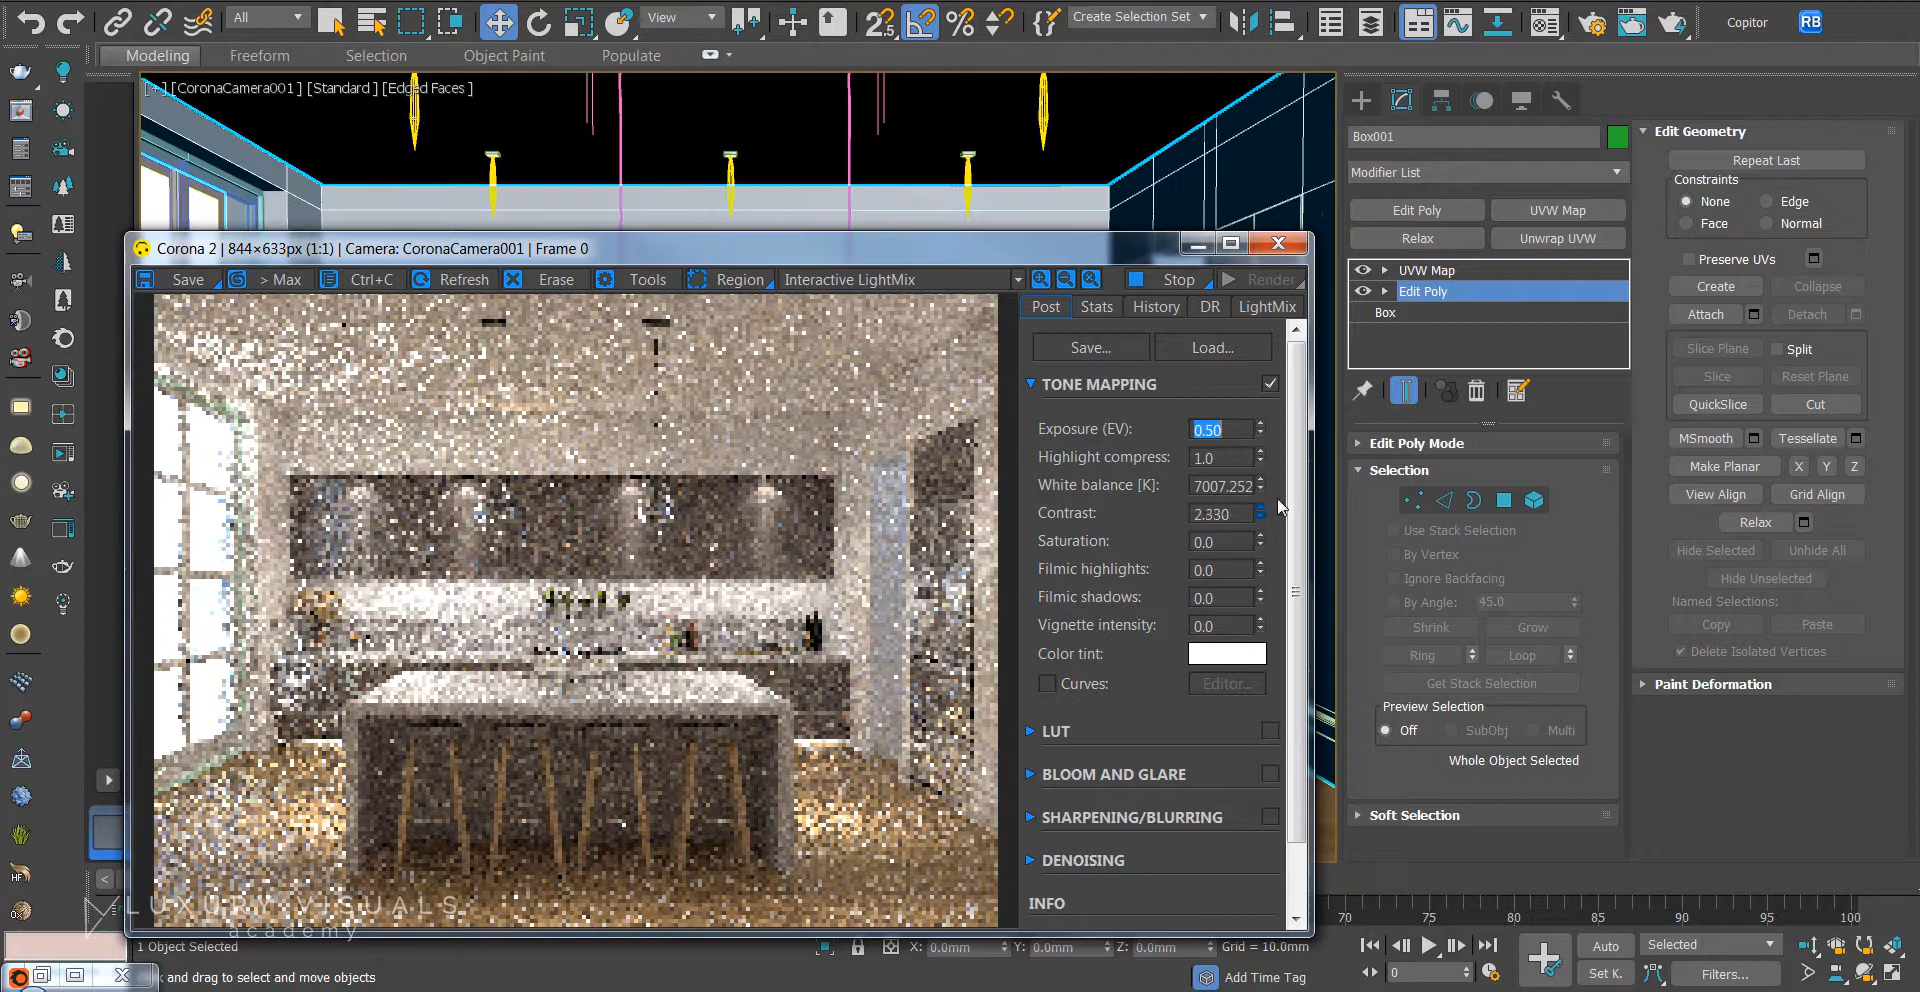 All
View
Create Selection Set
Copitor
RB
Modeling
Freeform
Selection
Object Paint
Populate
[+] [CoronaCamera001 ] [Standard ] [Edged Faces ]
Corona 2 | 844×633px (1:1) | Camera: CoronaCamera001 | Frame 0
Save
> Max
Ctrl+C
Refresh
Erase
Tools
Region
Interactive LightMix
Stop
Render
Post
Stats
History
DR
LightMix
Save...
Load...
TONE MAPPING
Exposure (EV): 0.50
Highlight compress: 1.0
White balance [K]: 7007.252
Contrast: 2.330
Saturation: 0.0
Filmic highlights: 0.0
Filmic shadows: 0.0
Vignette intensity: 0.0
Color tint:
Curves: Editor...
LUT
BLOOM AND GLARE
SHARPENING/BLURRING
DENOISING
INFO
LUXURY VISUALS
academy
Box001
Modifier List
Edit Poly
UVW Map
Relax
Unwrap UVW
UVW Map
Edit Poly
Box
Edit Poly Mode
Selection
Use Stack Selection
By Vertex
Ignore Backfacing
By Angle: 45.0
Shrink
Grow
Ring
Loop
Get Stack Selection
Preview Selection
Off
SubObj
Multi
Whole Object Selected
Soft Selection
Edit Geometry
Repeat Last
Constraints
None
Edge
Face
Normal
Preserve UVs
Create
Collapse
Attach
Detach
Slice Plane
Split
Slice
Reset Plane
QuickSlice
Cut
MSmooth
Tessellate
Make Planar
X
Y
Z
View Align
Grid Align
Relax
Hide Selected
Unhide All
Hide Unselected
Named Selections:
Copy
Paste
Delete Isolated Vertices
Paint Deformation
70 75 80 85 90 95 100
1 Object Selected
X: 0.0mm
Y: 0.0mm
Z: 0.0mm
Grid = 10.0mm
Auto
Selected
k and drag to select and move objects
Add Time Tag
0
Set K.
Filters...